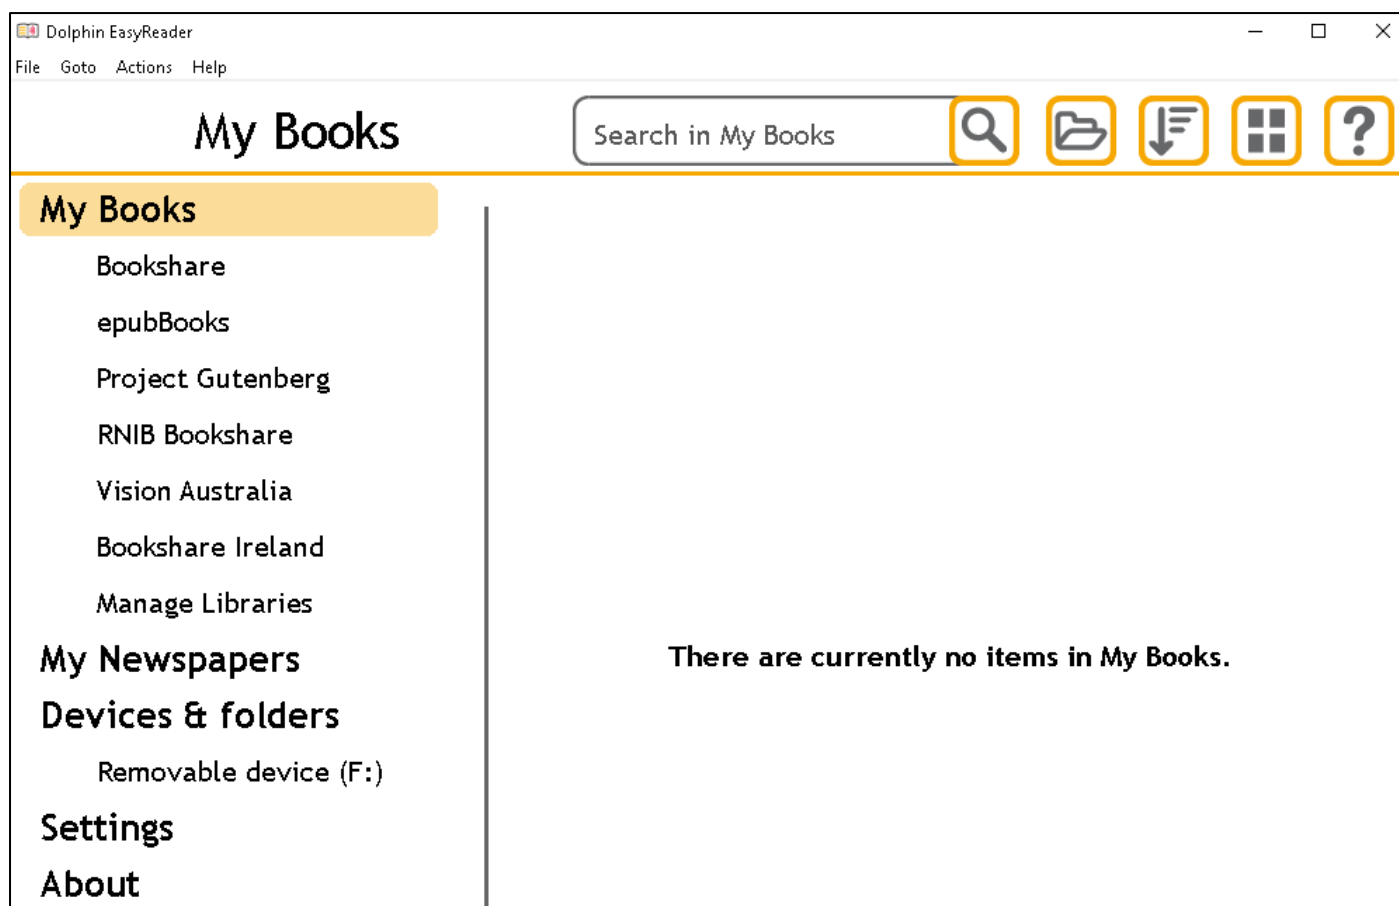 Dolphin EasyReader
File Goto Actions Help
My Books
Search in My Books
?
My Books
Bookshare
epubBooks
Project Gutenberg
RNIB Bookshare
Vision Australia
Bookshare Ireland
Manage Libraries
My Newspapers
There are currently no items in My Books.
Devices & folders
Removable device (F:)
Settings
About